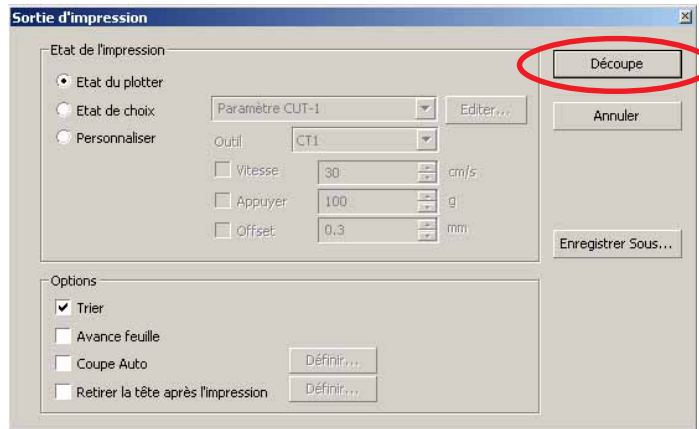 Sortie d'impression
Etat de l'impression
Etat du plotter
Etat de choix Paramètre CUT-1 Editer...
Personnaliser Outil CT1
Vitesse 30 cm/s
Appuyer 100 g
Offset 0.3 mm
Découpe
Annuler
Enregistrer Sous...
Options
Trier
Avance feuille
Coupe Auto Définir...
Retirer la tête après l'impression Définir...